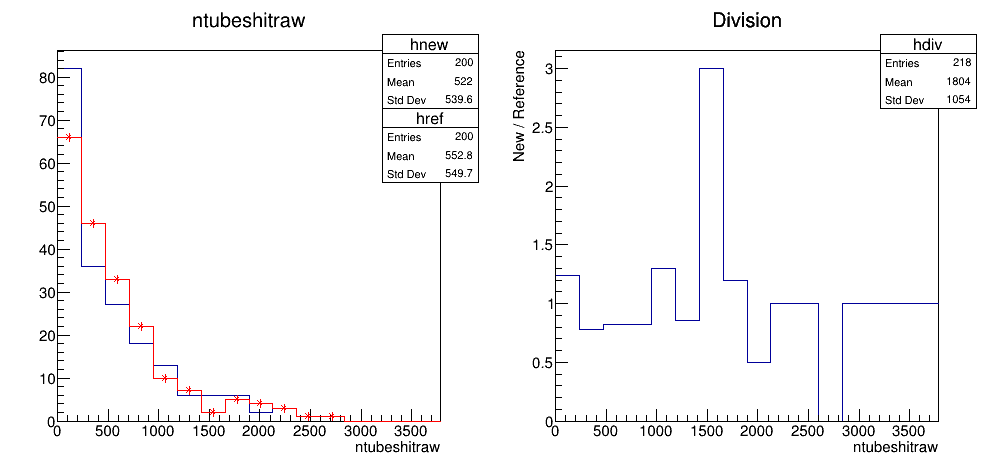 ntubeshitraw
hnew
Entries 200
Mean 522
Std Dev 539.6
href
Entries 200
Mean 552.8
Std Dev 549.7
80
70
60
50
40
30
20
10
0
0 500 1000 1500 2000 2500 3000 3500
ntubeshitraw
Division
hdiv
Entries 218
Mean 1804
Std Dev 1054
New / Reference
3
2.5
2
1.5
1
0.5
0
0 500 1000 1500 2000 2500 3000 3500
ntubeshitraw